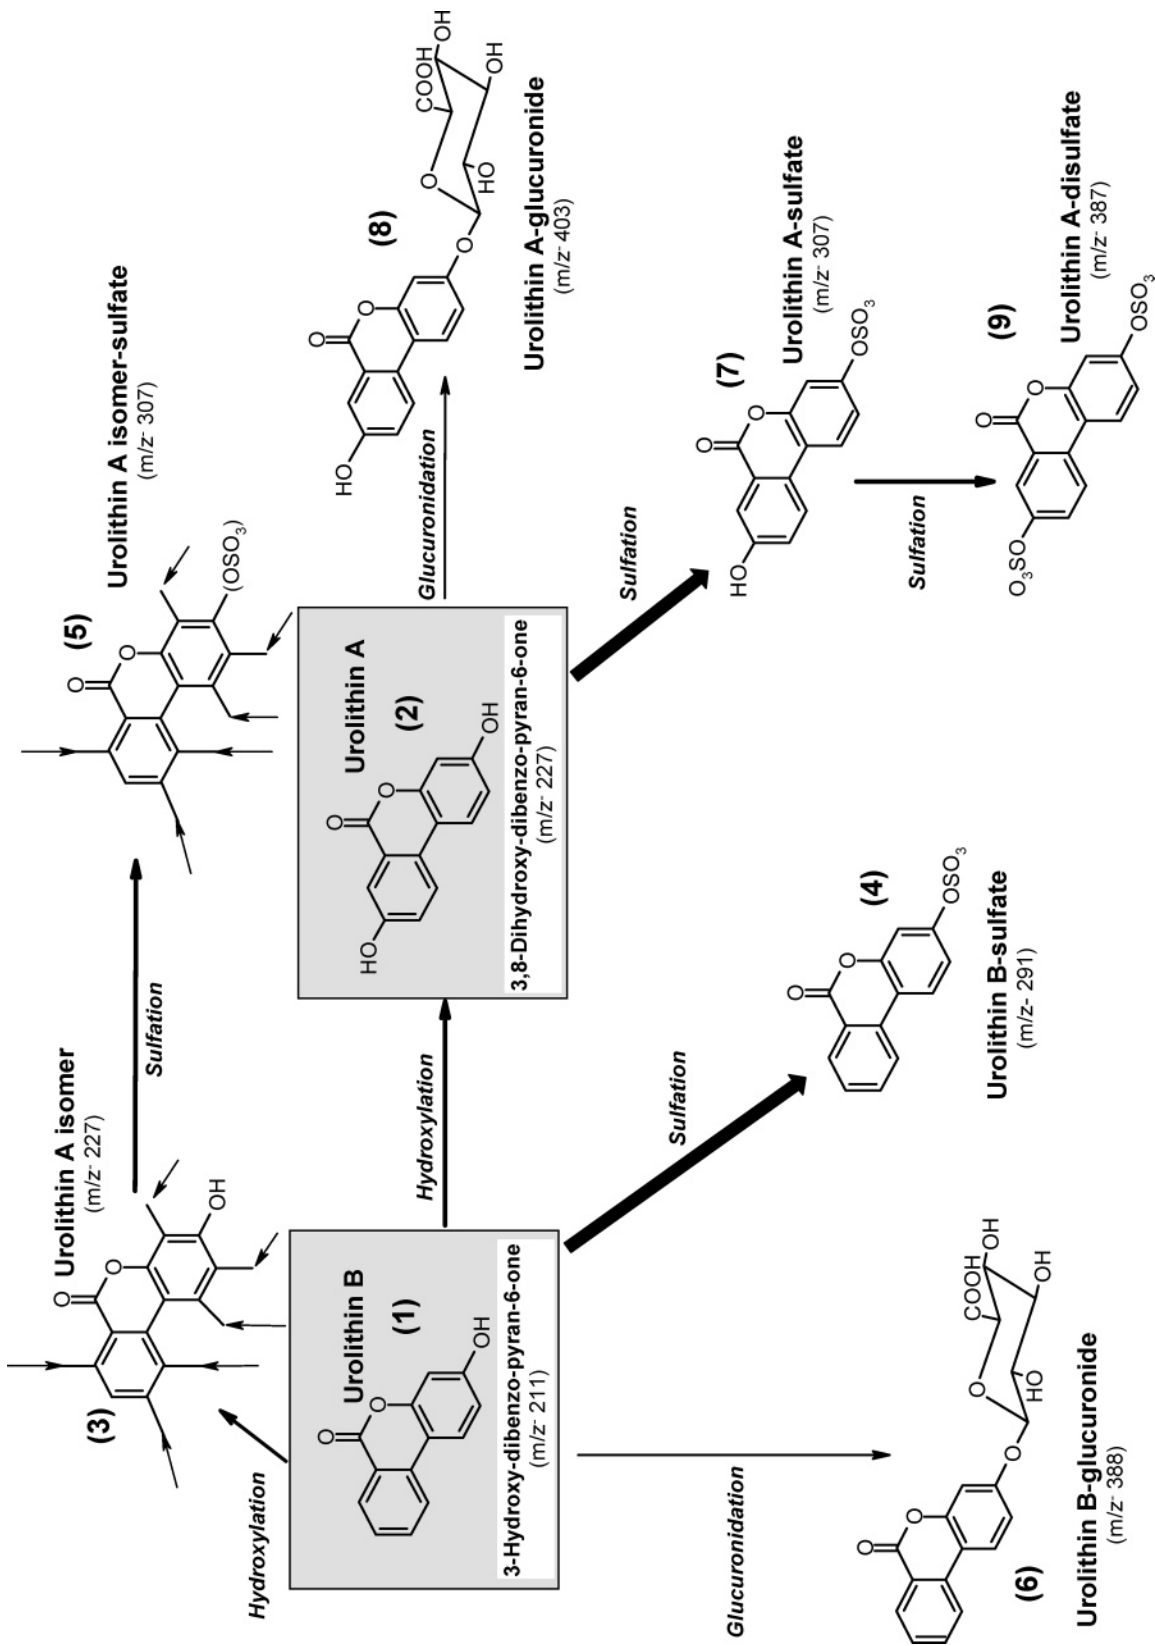 Urolithin A isomer
(m/z- 227)
(3)
O
O
OH
Sulfation
Urolithin A isomer-sulfate
(m/z- 307)
(5)
O
O
(OSO3)
Hydroxylation
Urolithin B
(1)
O
O
OH
3-Hydroxy-dibenzo-pyran-6-one
(m/z- 211)
Hydroxylation
Urolithin A
(2)
HO
O
O
OH
3,8-Dihydroxy-dibenzo-pyran-6-one
(m/z- 227)
Glucuronidation
(8)
HO
O
O
O
O
COOH
OH
OH
HO
Urolithin A-glucuronide
(m/z- 403)
Glucuronidation
(6)
O
O
O
O
COOH
OH
OH
HO
Urolithin B-glucuronide
(m/z- 388)
Sulfation
(4)
O
O
OSO3
Urolithin B-sulfate
(m/z- 291)
Sulfation
(7)
HO
O
O
OSO3
Urolithin A-sulfate
(m/z- 307)
Sulfation
(9)
O3SO
O
O
OSO3
Urolithin A-disulfate
(m/z- 387)